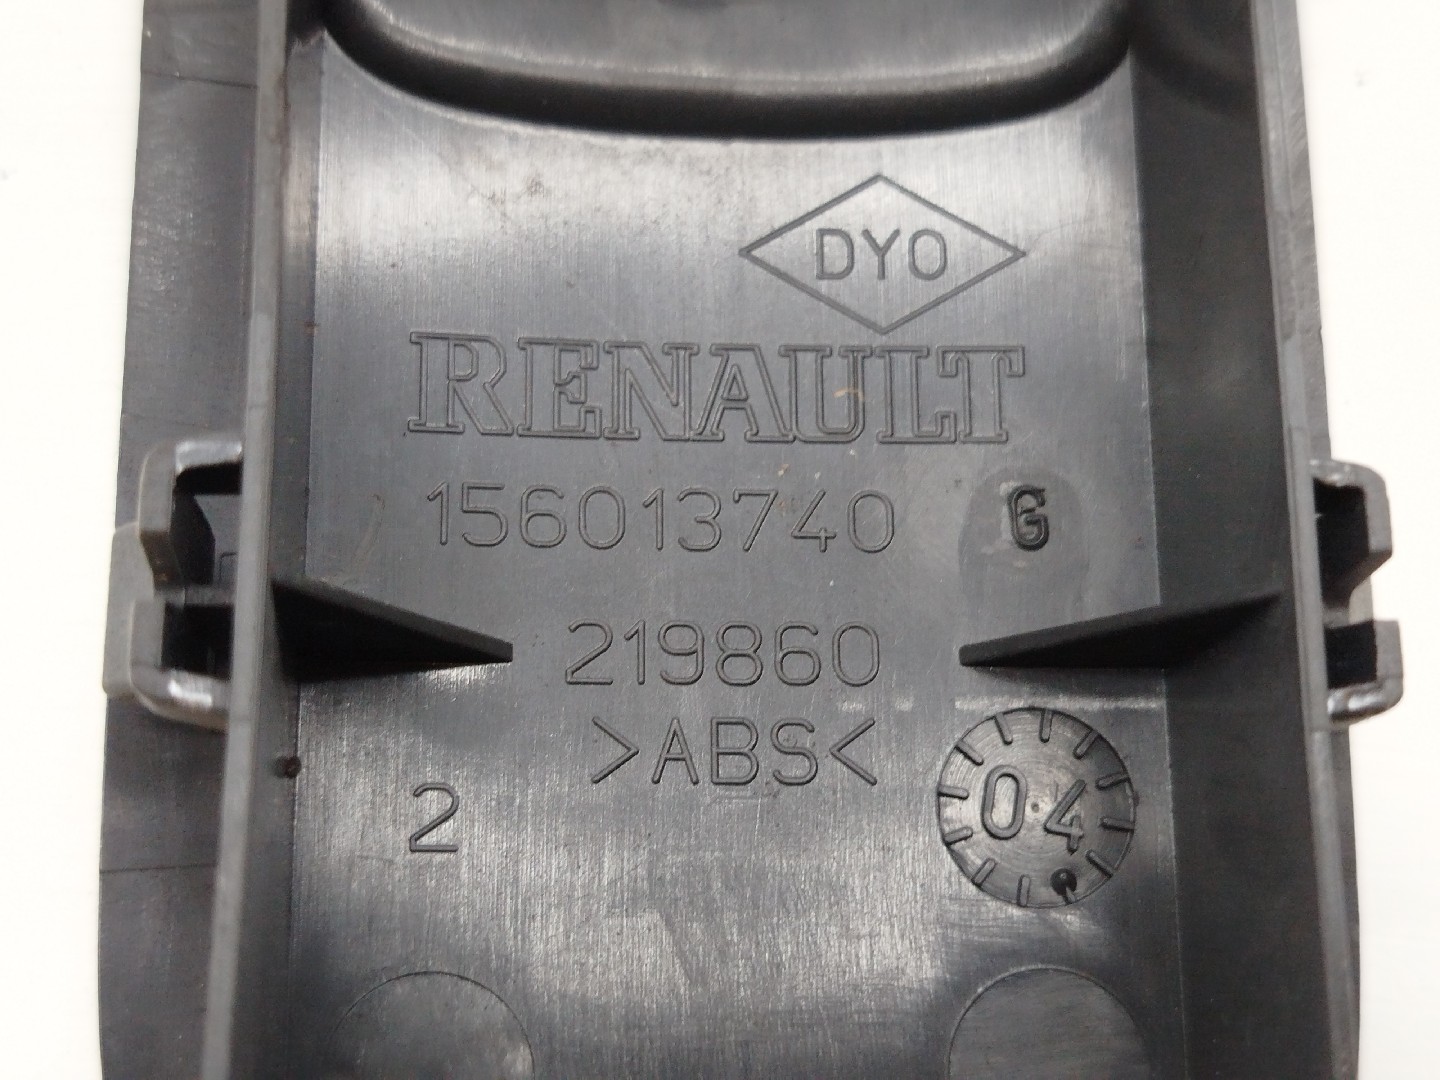 DYO
RENAULT
156013740 G
219860
>ABS<
2
04